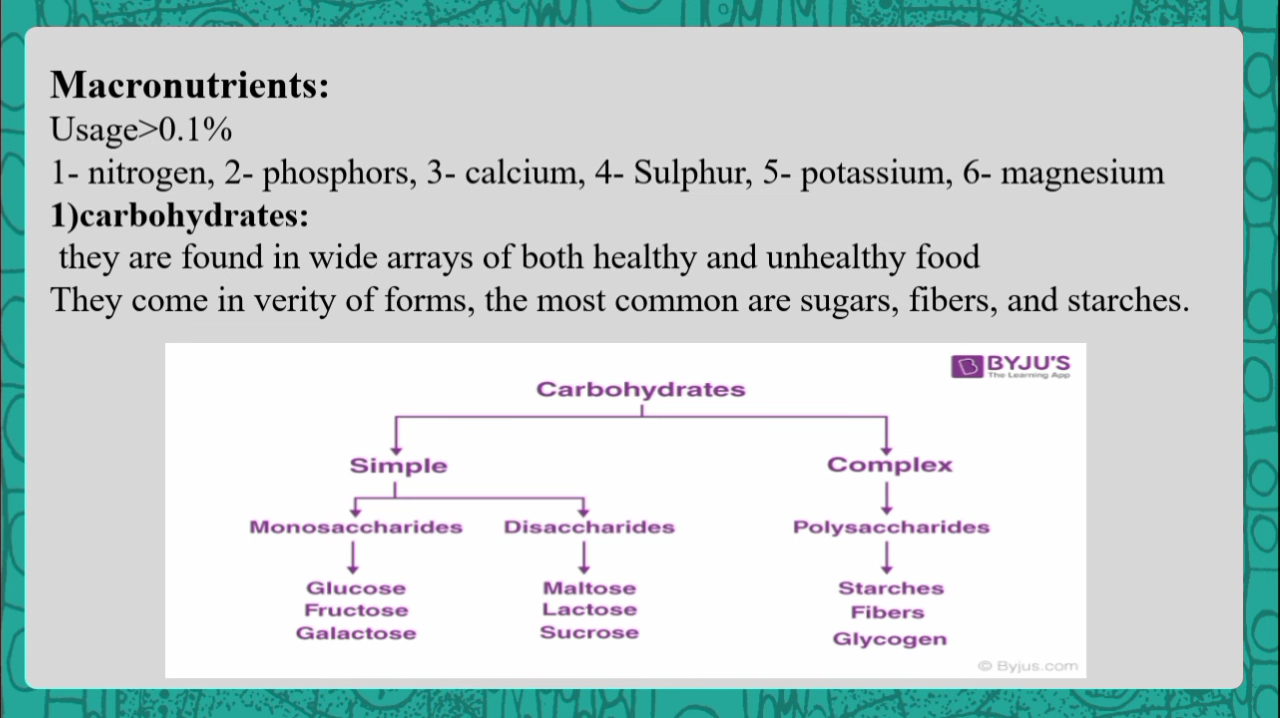 Macronutrients:
Usage>0.1%
1- nitrogen, 2- phosphors, 3- calcium, 4- Sulphur, 5- potassium, 6- magnesium
1)carbohydrates:
they are found in wide arrays of both healthy and unhealthy food
They come in verity of forms, the most common are sugars, fibers, and starches.
BYJU'S
The Learning App
Carbohydrates
Simple
Complex
Monosaccharides
Disaccharides
Polysaccharides
Glucose
Fructose
Galactose
Maltose
Lactose
Sucrose
Starches
Fibers
Glycogen
© Byjus.com